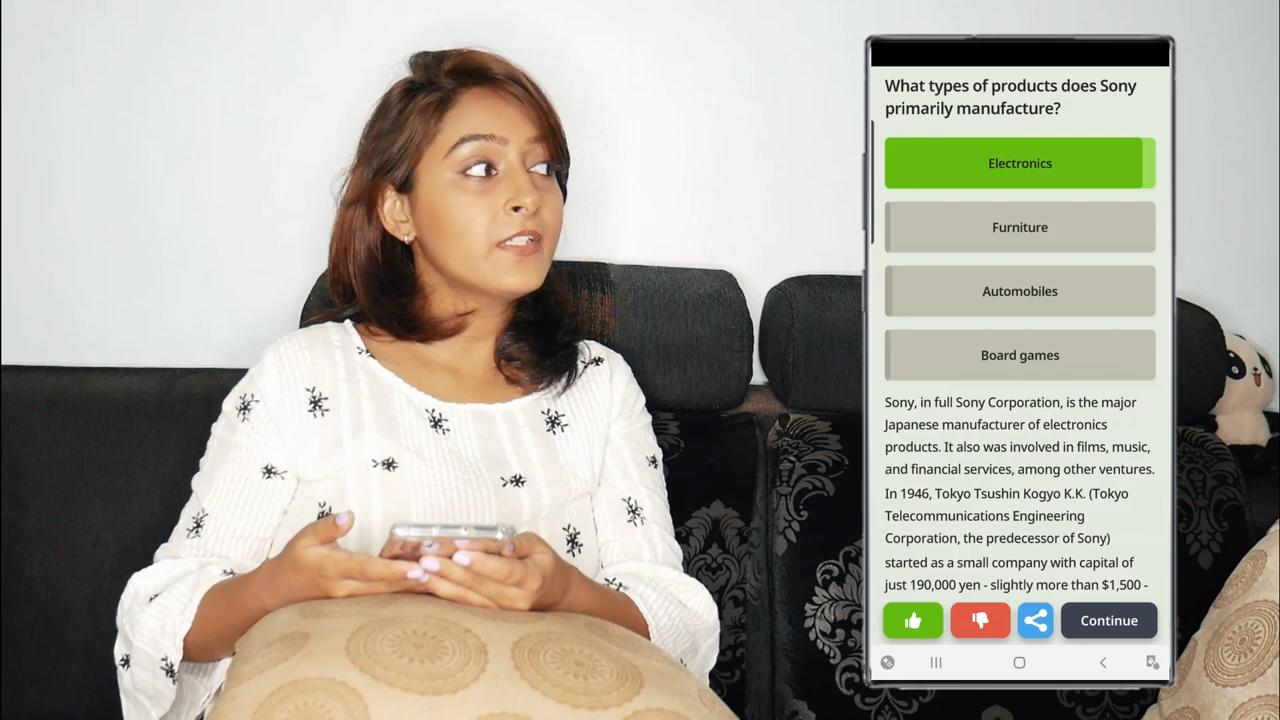 What types of products does Sony
primarily manufacture?
Electronics
Furniture
Automobiles
Board games
Sony, in full Sony Corporation, is the major
Japanese manufacturer of electronics
products. It also was involved in films, music,
and financial services, among other ventures.
In 1946, Tokyo Tsushin Kogyo K.K. (Tokyo
Telecommunications Engineering
Corporation, the predecessor of Sony)
started as a small company with capital of
just 190,000 yen - slightly more than $1,500 -
Continue